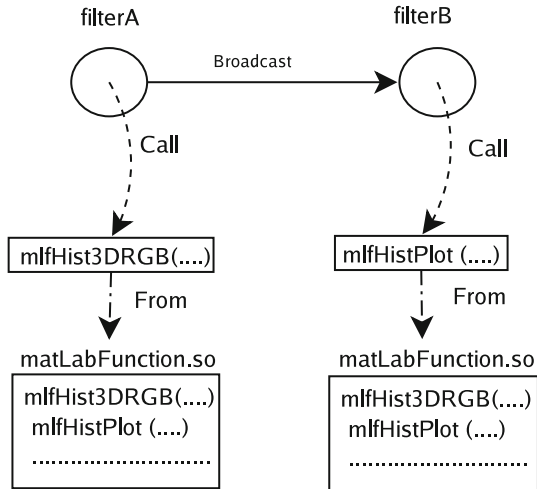 filterA
filterB
Broadcast
Call
Call
mlfHist3DRGB(....)
mlfHistPlot (....)
From
From
matLabFunction.so
matLabFunction.so
mlfHist3DRGB(....)
mlfHistPlot (....)
................................
mlfHist3DRGB(....)
mlfHistPlot (....)
................................